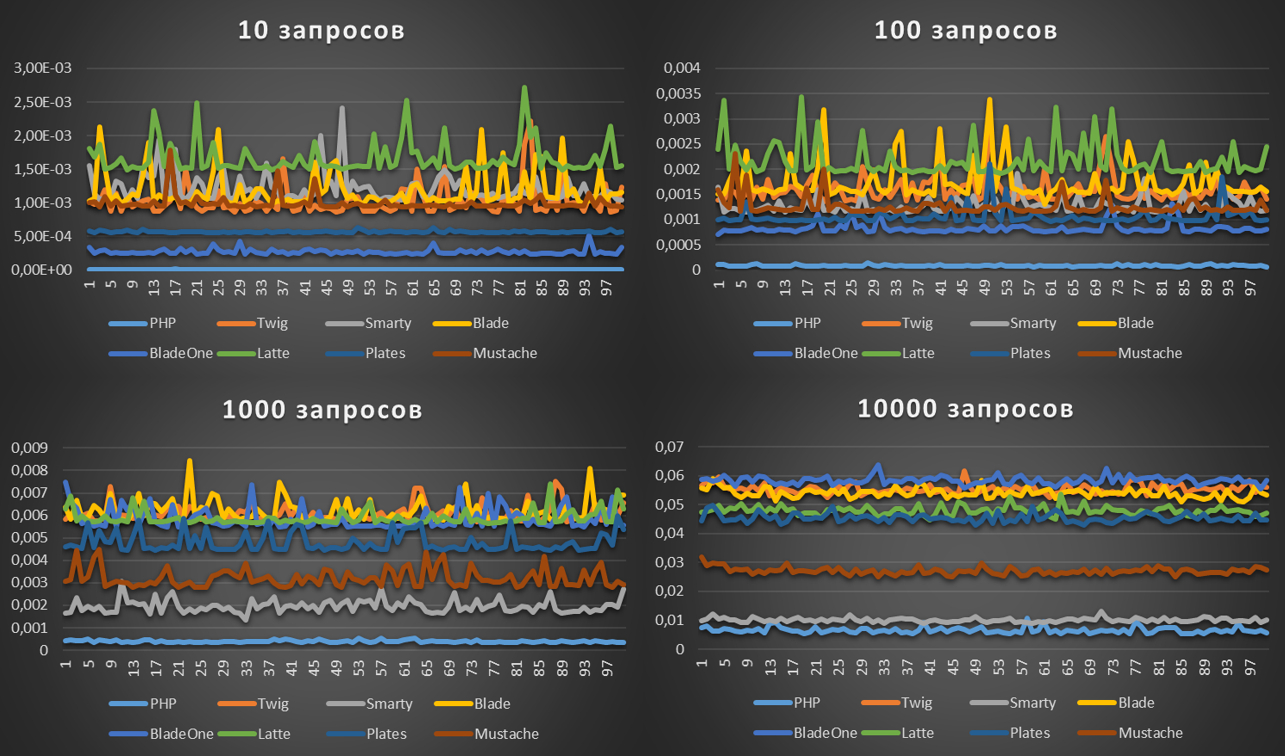 10 запросов
3,00E-03
2,50E-03
2,00E-03
1,50E-03
1,00E-03
5,00E-04
0,00E+00
1 5 9 13 17 21 25 29 33 37 41 45 49 53 57 61 65 69 73 77 81 85 89 93 97
PHP Twig Smarty Blade
BladeOne Latte Plates Mustache
100 запросов
0,004
0,0035
0,003
0,0025
0,002
0,0015
0,001
0,0005
0
1 5 9 13 17 21 25 29 33 37 41 45 49 53 57 61 65 69 73 77 81 85 89 93 97
PHP Twig Smarty Blade
BladeOne Latte Plates Mustache
1000 запросов
0,009
0,008
0,007
0,006
0,005
0,004
0,003
0,002
0,001
0
1 5 9 13 17 21 25 29 33 37 41 45 49 53 57 61 65 69 73 77 81 85 89 93 97
PHP Twig Smarty Blade
BladeOne Latte Plates Mustache
10000 запросов
0,07
0,06
0,05
0,04
0,03
0,02
0,01
0
1 5 9 13 17 21 25 29 33 37 41 45 49 53 57 61 65 69 73 77 81 85 89 93 97
PHP Twig Smarty Blade
BladeOne Latte Plates Mustache